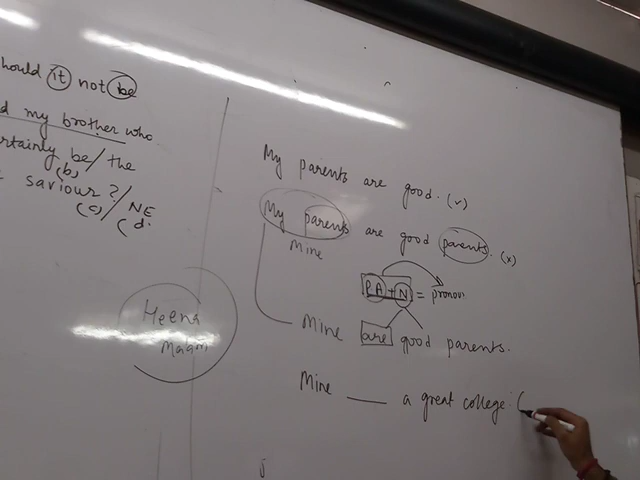 hould it not be
d my brother who
rtainly be/ the
(b)
saviour ?/ NE
(c)/ (d.
My parents are good. (v)
My parents are good parents. (x)
Mine
PA + N = pronoun
Mine are good parents.
Heena
Malam
Mine ___ a great college. (